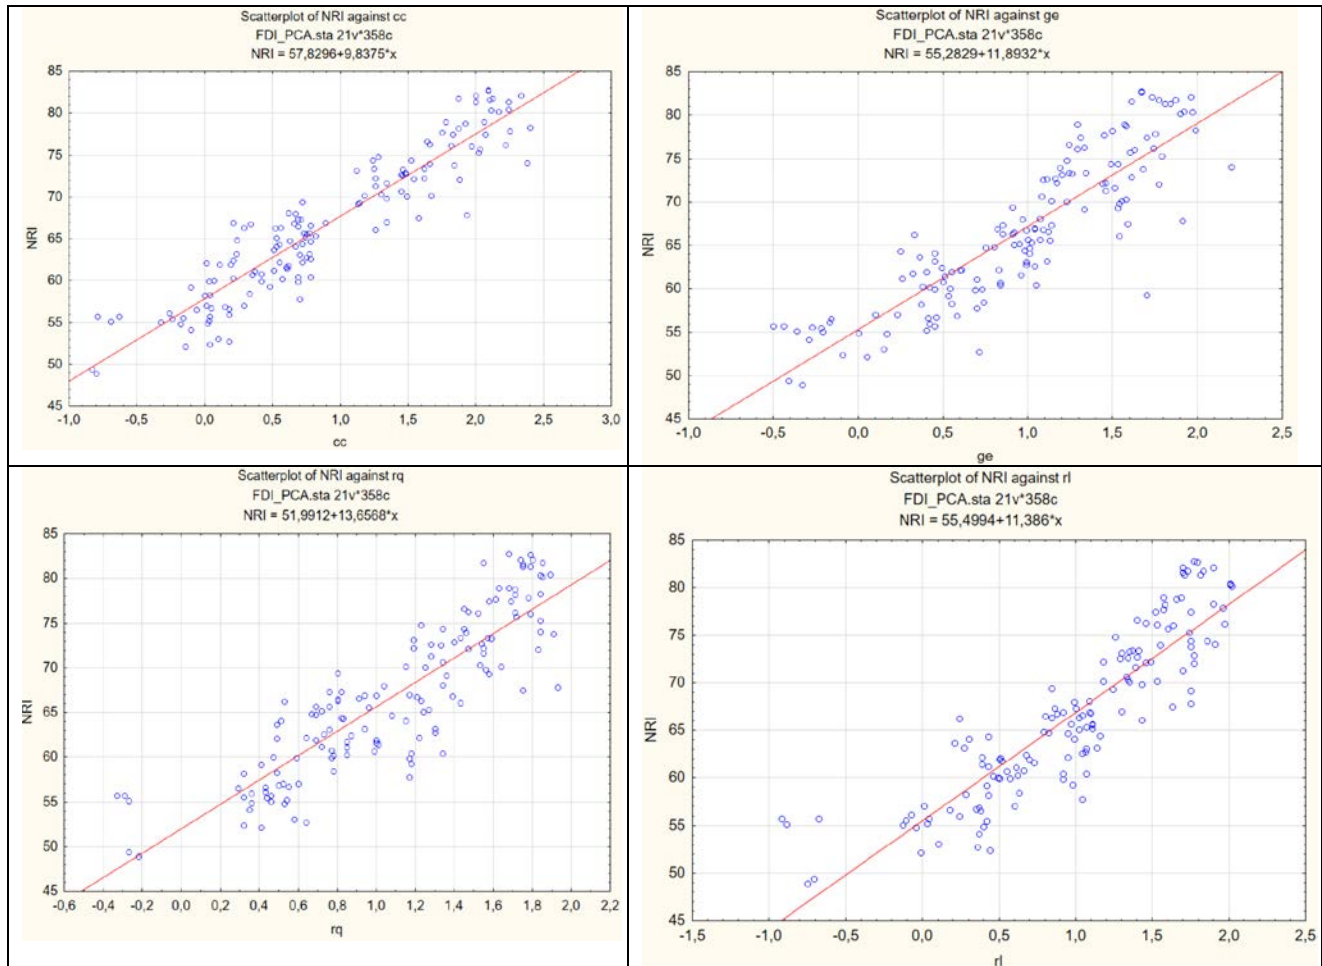 Scatterplot of NRI against cc
FDI_PCA.sta 21v*358c
NRI = 57,8296+9,8375*x
85
80
75
70
65
60
55
50
45
NRI
-1,0 -0,5 0,0 0,5 1,0 1,5 2,0 2,5 3,0
cc
Scatterplot of NRI against ge
FDI_PCA.sta 21v*358c
NRI = 55,2829+11,8932*x
85
80
75
70
65
60
55
50
45
NRI
-1,0 -0,5 0,0 0,5 1,0 1,5 2,0 2,5
ge
Scatterplot of NRI against rq
FDI_PCA.sta 21v*358c
NRI = 51,9912+13,6568*x
85
80
75
70
65
60
55
50
45
NRI
-0,6 -0,4 -0,2 0,0 0,2 0,4 0,6 0,8 1,0 1,2 1,4 1,6 1,8 2,0 2,2
rq
Scatterplot of NRI against rl
FDI_PCA.sta 21v*358c
NRI = 55,4994+11,386*x
85
80
75
70
65
60
55
50
45
NRI
-1,5 -1,0 -0,5 0,0 0,5 1,0 1,5 2,0 2,5
rl